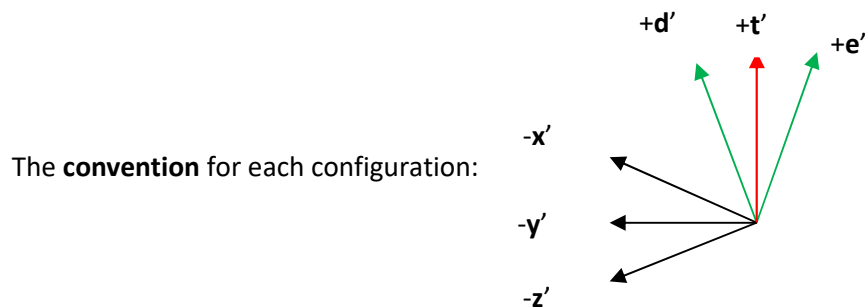 +d’
+t’
+e’
-x’
The convention for each configuration:
-y’
-z’